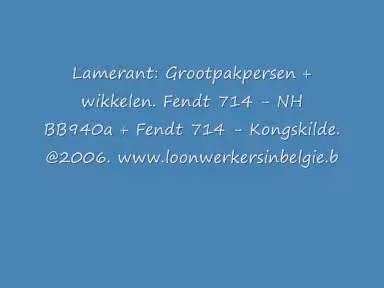 Lamerant: Grootpakpersen +
wikkelen. Fendt 714 - NH
BB940a + Fendt 714 - Kongskilde.
@2006. www.loonwerkersinbelgie.b